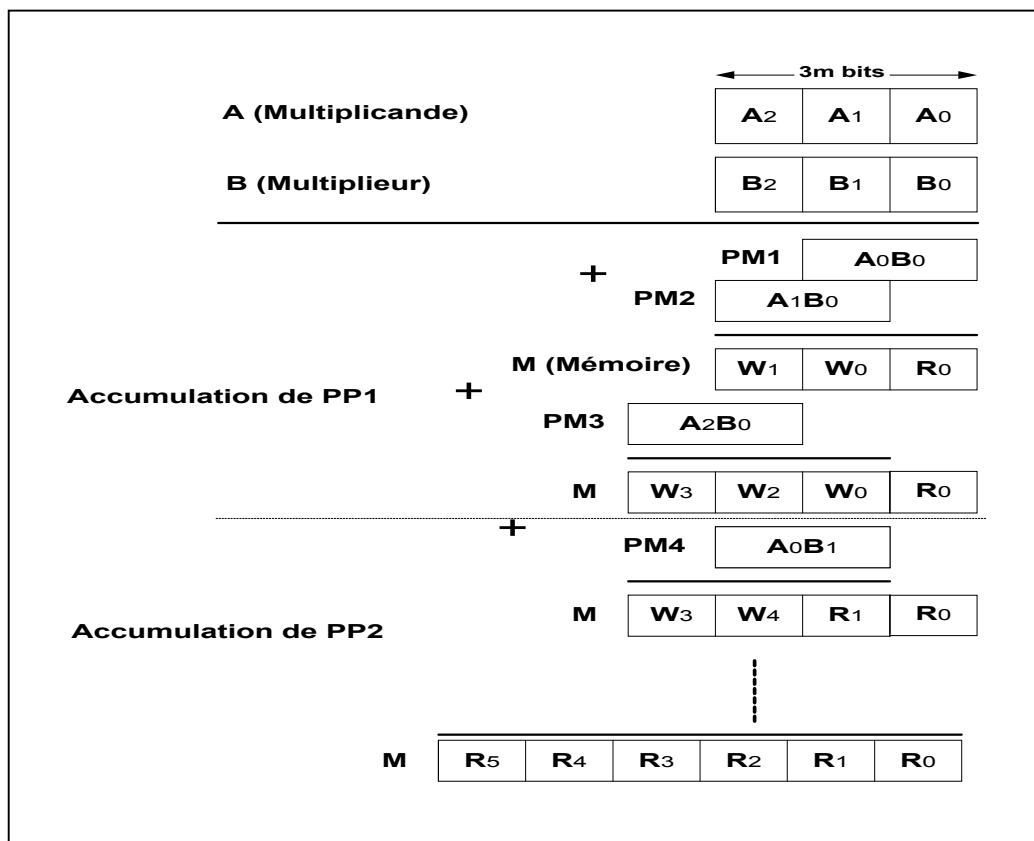 3m bits
A (Multiplicande) A2 A1 A0
B (Multiplieur) B2 B1 B0
PM1 A0B0
+
PM2 A1B0
M (Mémoire) W1 W0 R0
Accumulation de PP1 +
PM3 A2B0
M W3 W2 W0 R0
+
PM4 A0B1
M W3 W4 R1 R0
Accumulation de PP2
M R5 R4 R3 R2 R1 R0